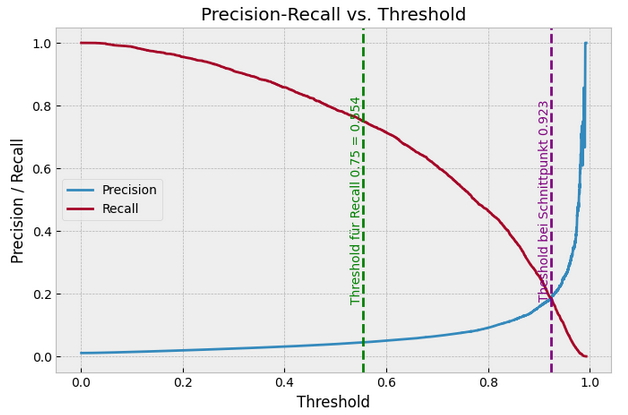 Precision-Recall vs. Threshold
Precision / Recall
1.0
0.8
0.6
0.4
0.2
0.0
Precision
Recall
Threshold für Recall 0.75 = 0.554
Theshold bei Schnittpunkt 0.923
0.0 0.2 0.4 0.6 0.8 1.0
Threshold